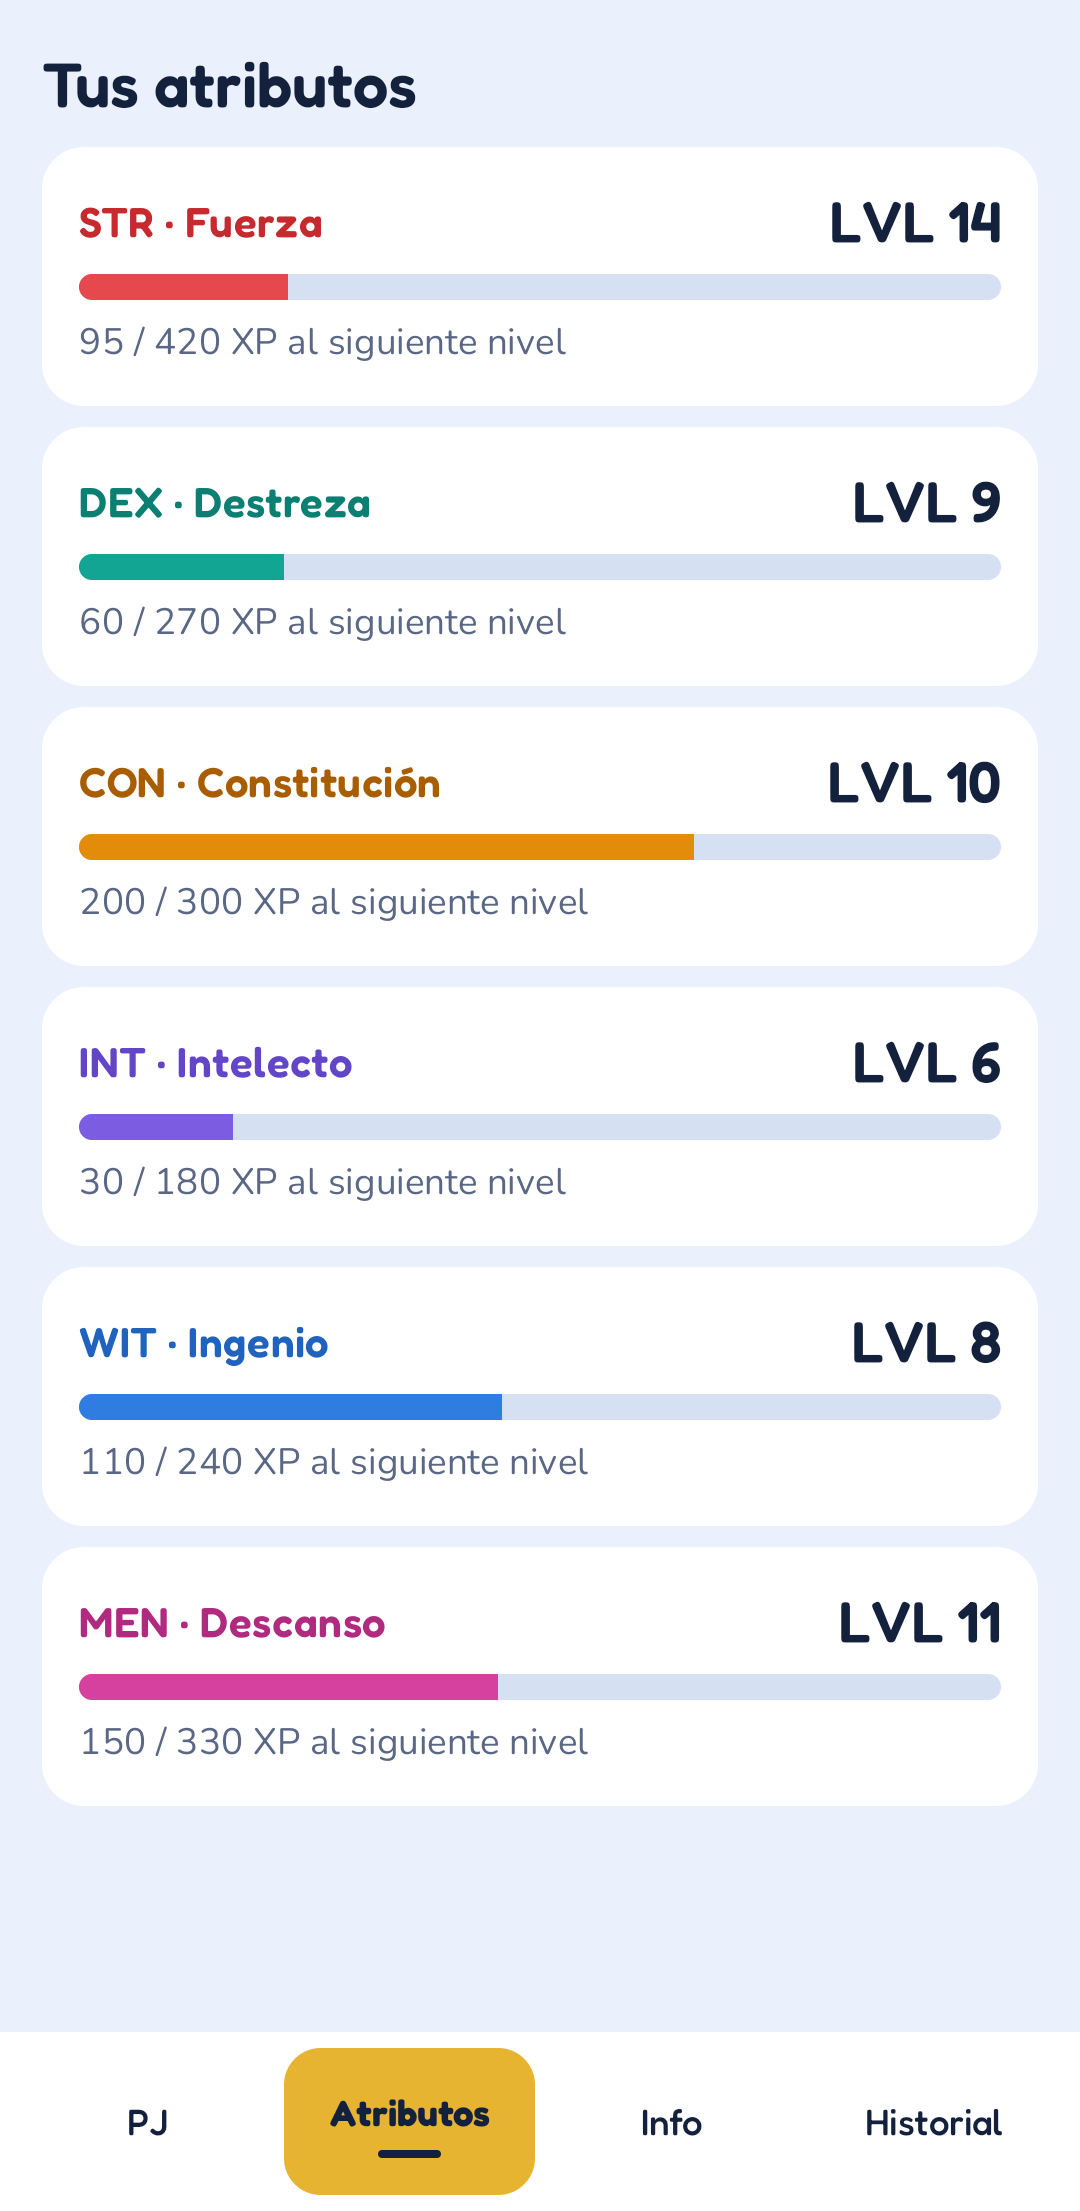 Tus atributos
STR · Fuerza
LVL 14
95 / 420 XP al siguiente nivel
DEX · Destreza
LVL 9
60 / 270 XP al siguiente nivel
CON · Constitución
LVL 10
200 / 300 XP al siguiente nivel
INT · Intelecto
LVL 6
30 / 180 XP al siguiente nivel
WIT · Ingenio
LVL 8
110 / 240 XP al siguiente nivel
MEN · Descanso
LVL 11
150 / 330 XP al siguiente nivel
PJ
Atributos
Info
Historial